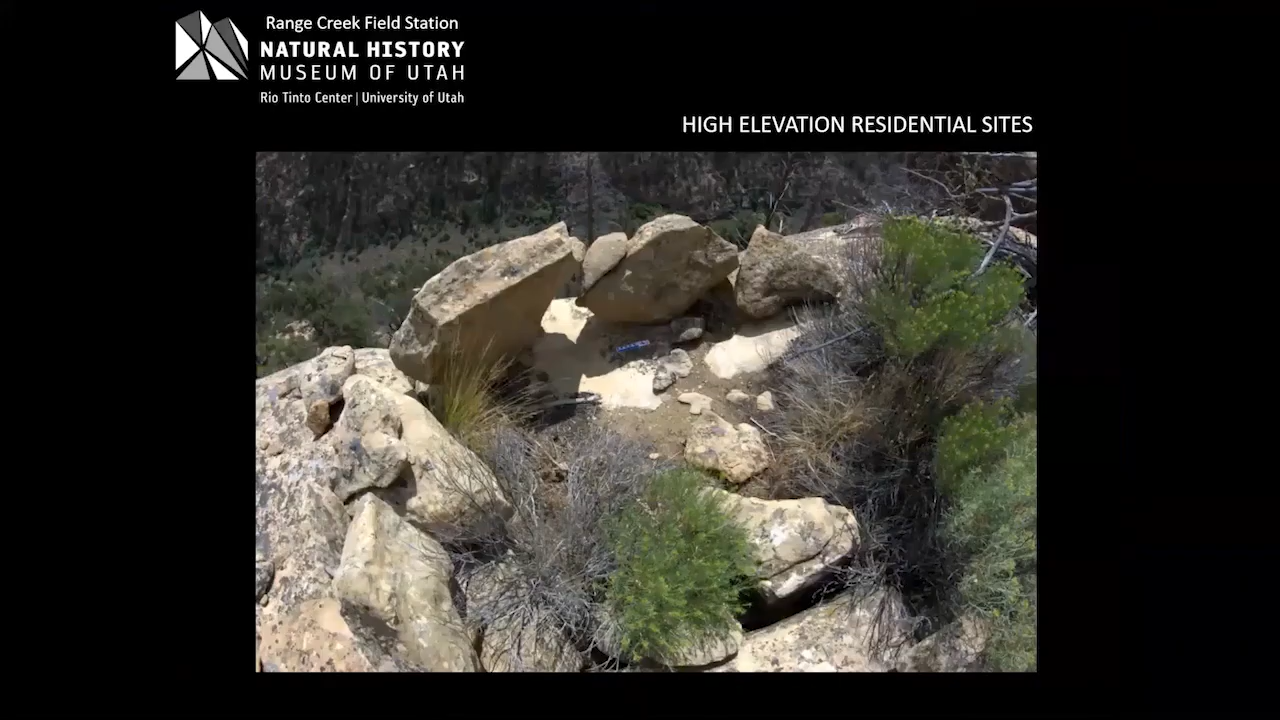 Range Creek Field Station
NATURAL HISTORY
MUSEUM OF UTAH
Rio Tinto Center | University of Utah
HIGH ELEVATION RESIDENTIAL SITES